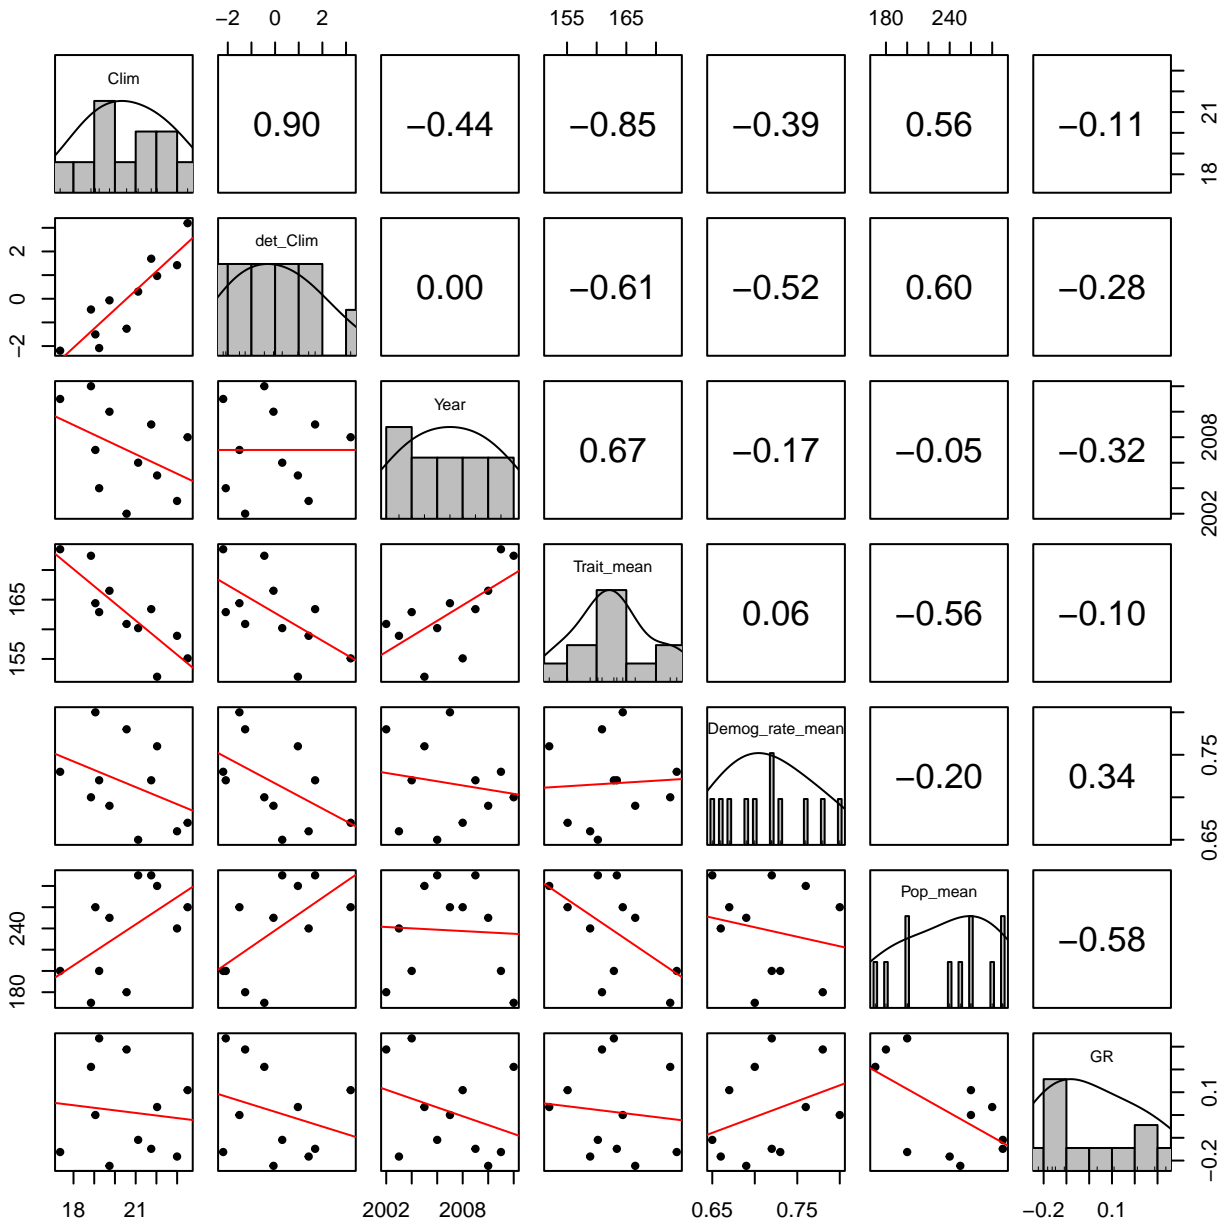 −2 0 2 155 165 180 240
Clim 0.90 −0.44 −0.85 −0.39 0.56 −0.11 18 21
−2 0 2 det_Clim 0.00 −0.61 −0.52 0.60 −0.28
Year 0.67 −0.17 −0.05 −0.32 2002 2008
155 165 Trait_mean 0.06 −0.56 −0.10
Demog_rate_mean −0.20 0.34 0.65 0.75
180 240 Pop_mean −0.58
GR −0.2 0.1
18 21 2002 2008 0.65 0.75 −0.2 0.1